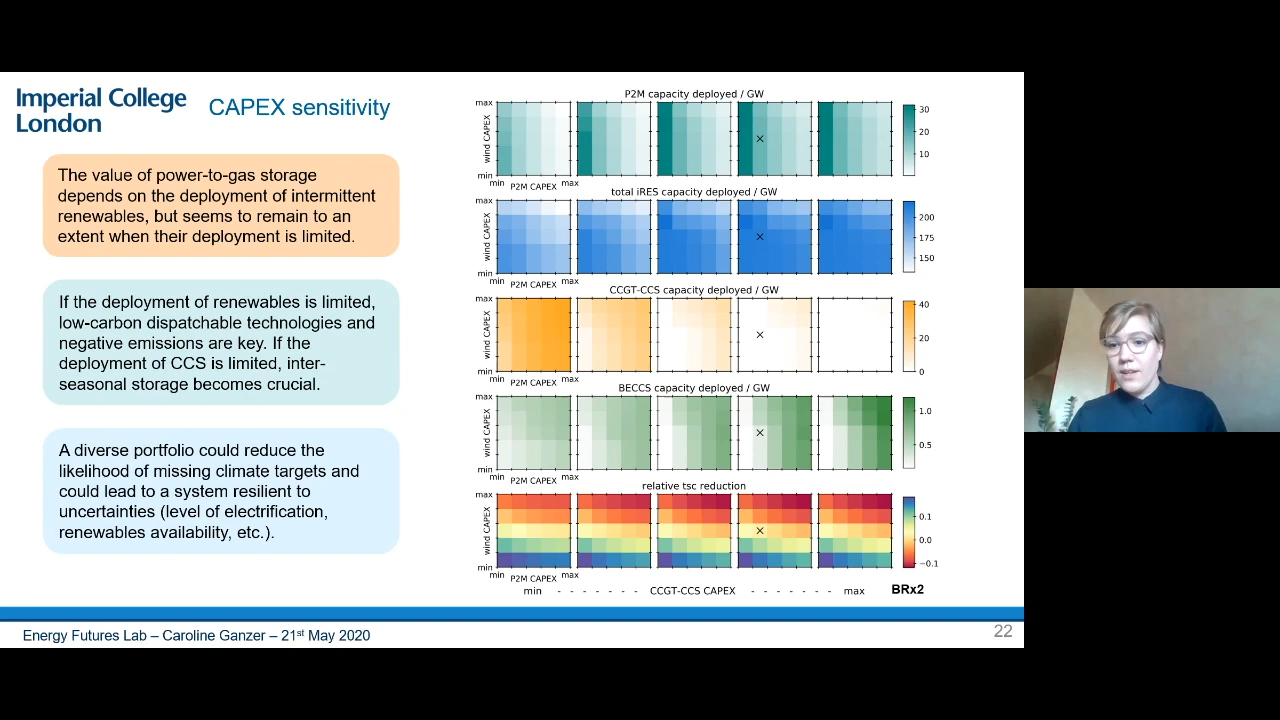 Imperial College
London
CAPEX sensitivity
The value of power-to-gas storage
depends on the deployment of intermittent
renewables, but seems to remain to an
extent when their deployment is limited.
If the deployment of renewables is limited,
low-carbon dispatchable technologies and
negative emissions are key. If the
deployment of CCS is limited, inter-
seasonal storage becomes crucial.
A diverse portfolio could reduce the
likelihood of missing climate targets and
could lead to a system resilient to
uncertainties (level of electrification,
renewables availability, etc.).
P2M capacity deployed / GW
max
wind CAPEX
min
min P2M CAPEX max
30
20
10
total iRES capacity deployed / GW
max
wind CAPEX
min
min P2M CAPEX max
200
175
150
CCGT-CCS capacity deployed / GW
max
wind CAPEX
min
min P2M CAPEX max
40
20
0
BECCS capacity deployed / GW
max
wind CAPEX
min
min P2M CAPEX max
1.0
0.5
relative tsc reduction
max
wind CAPEX
min
min P2M CAPEX max
0.1
0.0
−0.1
min - - - - - - - CCGT-CCS CAPEX - - - - - - - max
BRx2
Energy Futures Lab – Caroline Ganzer – 21st May 2020
22